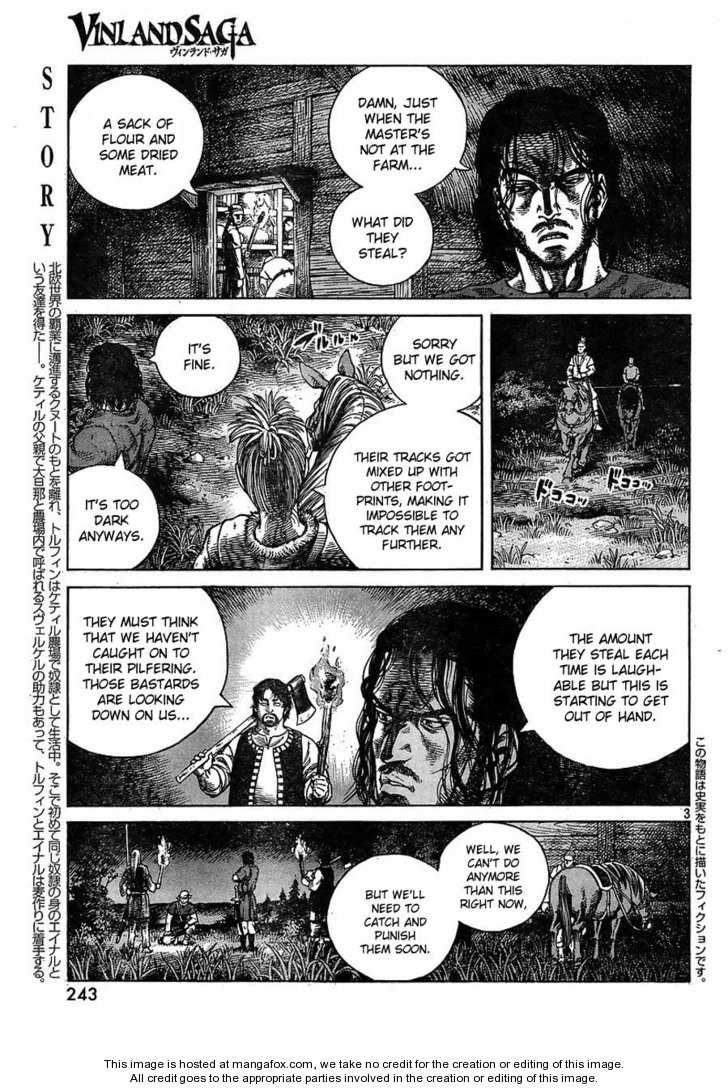 VINLAND SAGA
ヴィンランド・サガ
STORY
北欧世界の覇業に邁進するクヌートのもとを離れ、トルフィンはケティル農場で奴隷として生活中。そこで初めて同じ奴隷の身のエイナルと
いう友達を得た――。ケティルの父親で大旦那と農場内で呼ばれるスヴェルケルの助力もあって、トルフィンとエイナルは麦作りに着手する。
DAMN, JUST
WHEN THE
MASTER'S
NOT AT THE
FARM...
WHAT DID
THEY
STEAL?
A SACK OF
FLOUR AND
SOME DRIED
MEAT.
ドココッ
ドココッ
SORRY
BUT WE GOT
NOTHING.
THEIR TRACKS GOT
MIXED UP WITH
OTHER FOOT-
PRINTS, MAKING IT
IMPOSSIBLE TO
TRACK THEM ANY
FURTHER.
ブルルル
IT'S
FINE.
IT'S TOO
DARK
ANYWAYS.
THE AMOUNT
THEY STEAL EACH
TIME IS LAUGH-
ABLE BUT THIS IS
STARTING TO GET
OUT OF HAND.
THEY MUST THINK
THAT WE HAVEN'T
CAUGHT ON TO
THEIR PILFERING.
THOSE BASTARDS
ARE LOOKING
DOWN ON US...
3
WELL, WE
CAN'T DO
ANYMORE
THAN THIS
RIGHT NOW,
BUT WE'LL
NEED TO
CATCH AND
PUNISH
THEM SOON.
この物語は史実をもとに描いたフィクションです。
243
This image is hosted at mangafox.com, we take no credit for the creation or editing of this image.
All credit goes to the appropriate parties involved in the creation or editing of this image.